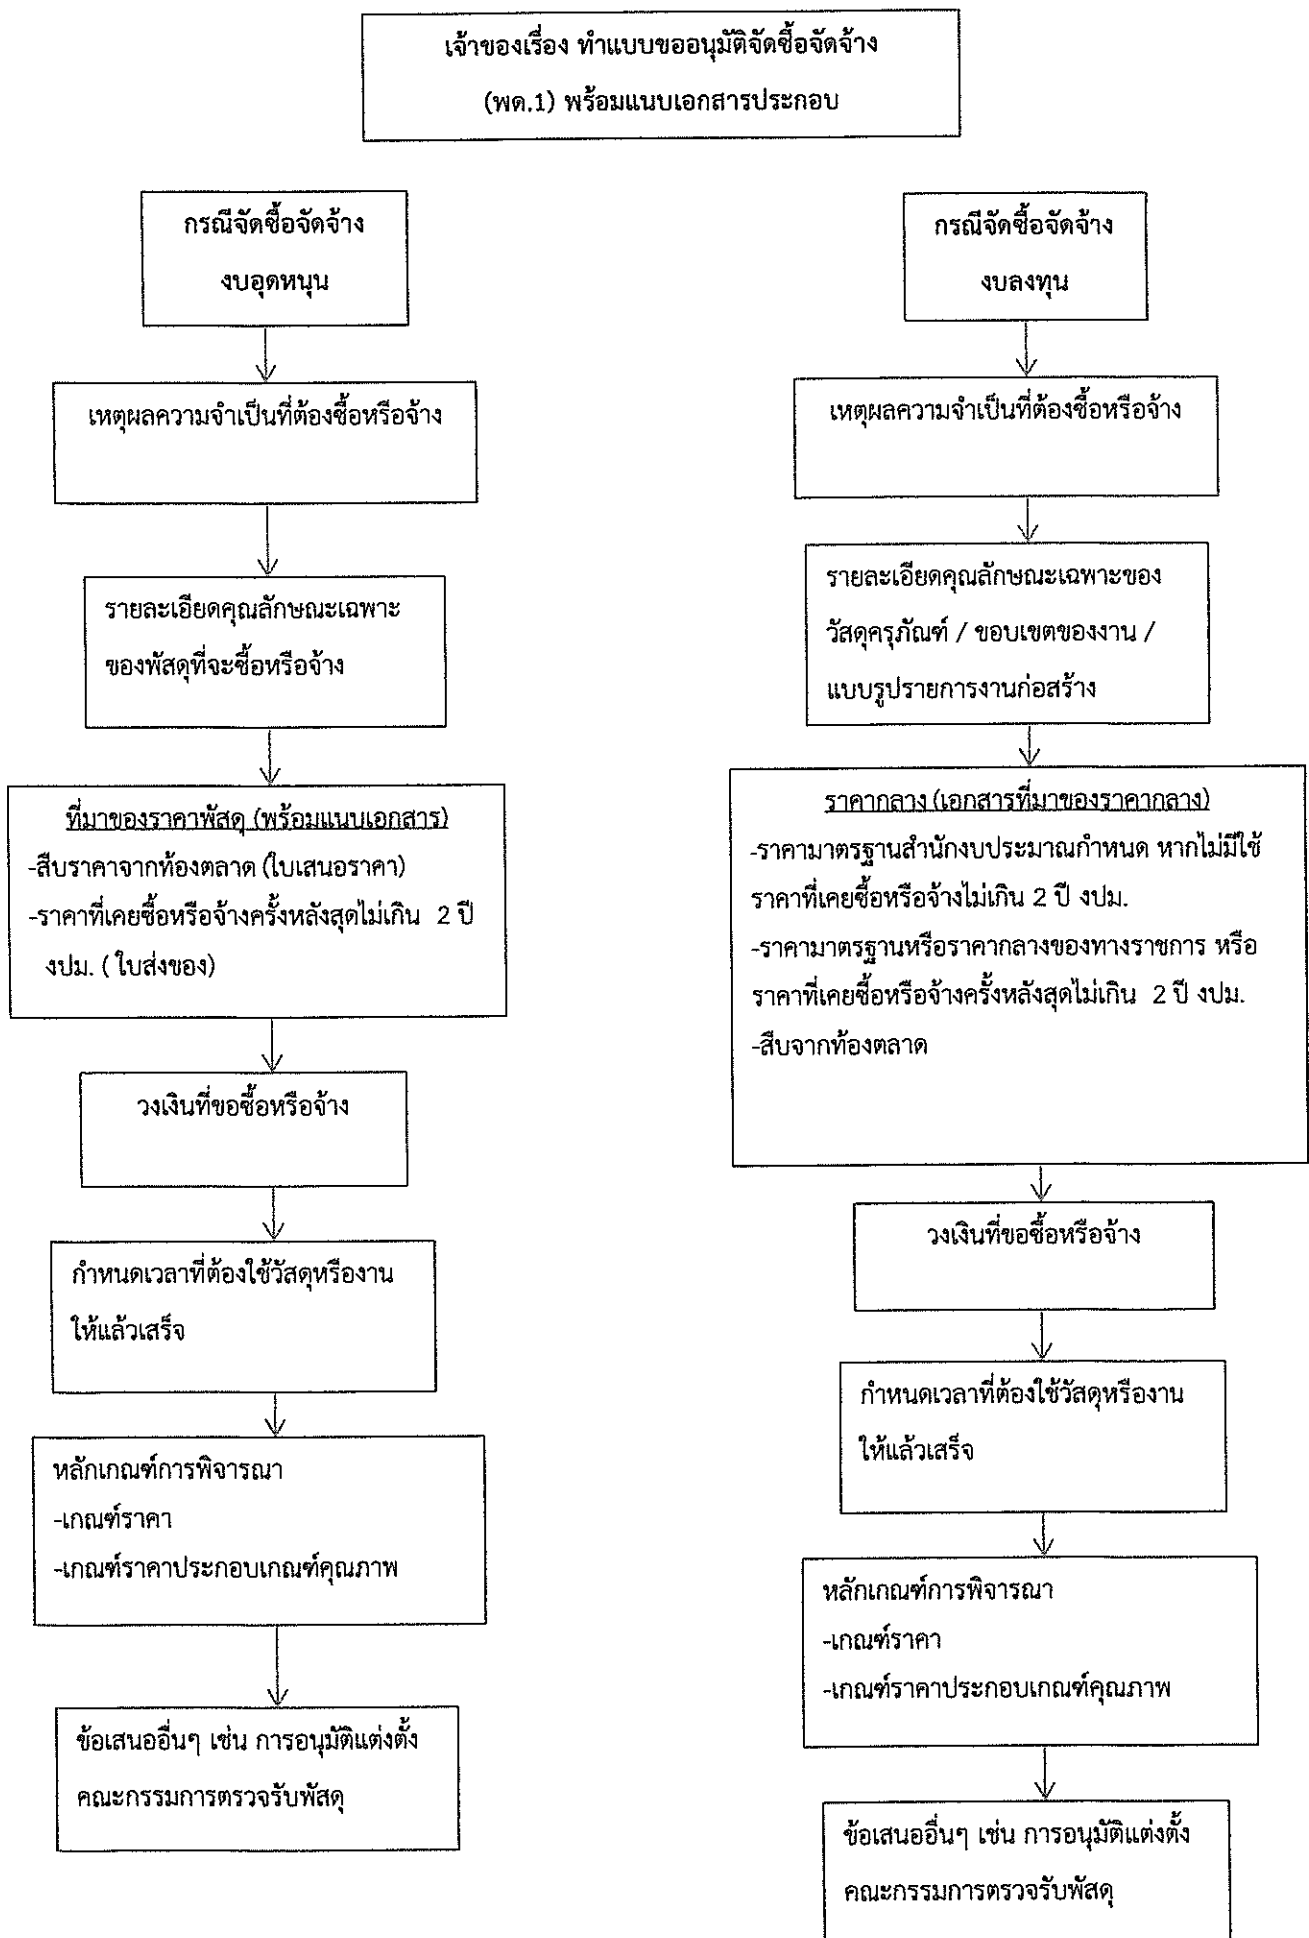 เจ้าของเรื่อง ทำแบบขออนุมัติจัดซื้อจัดจ้าง
(พด.1) พร้อมแนบเอกสารประกอบ
กรณีจัดซื้อจัดจ้าง
งบอุดหนุน
เหตุผลความจำเป็นที่ต้องซื้อหรือจ้าง
รายละเอียดคุณลักษณะเฉพาะ
ของพัสดุที่จะซื้อหรือจ้าง
ที่มาของราคาพัสดุ (พร้อมแนบเอกสาร)
-สืบราคาจากท้องตลาด (ใบเสนอราคา)
-ราคาที่เคยซื้อหรือจ้างครั้งหลังสุดไม่เกิน 2 ปี
งปม. ( ใบส่งของ)
วงเงินที่ขอซื้อหรือจ้าง
กำหนดเวลาที่ต้องใช้วัสดุหรืองาน
ให้แล้วเสร็จ
หลักเกณฑ์การพิจารณา
-เกณฑ์ราคา
-เกณฑ์ราคาประกอบเกณฑ์คุณภาพ
ข้อเสนออื่นๆ เช่น การอนุมัติแต่งตั้ง
คณะกรรมการตรวจรับพัสดุ
กรณีจัดซื้อจัดจ้าง
งบลงทุน
เหตุผลความจำเป็นที่ต้องซื้อหรือจ้าง
รายละเอียดคุณลักษณะเฉพาะของ
วัสดุครุภัณฑ์ / ขอบเขตของงาน /
แบบรูปรายการงานก่อสร้าง
ราคากลาง (เอกสารที่มาของราคากลาง)
-ราคามาตรฐานสำนักงบประมาณกำหนด หากไม่มีใช้
ราคาที่เคยซื้อหรือจ้างไม่เกิน 2 ปี งปม.
-ราคามาตรฐานหรือราคากลางของทางราชการ หรือ
ราคาที่เคยซื้อหรือจ้างครั้งหลังสุดไม่เกิน 2 ปี งปม.
-สืบจากท้องตลาด
วงเงินที่ขอซื้อหรือจ้าง
กำหนดเวลาที่ต้องใช้วัสดุหรืองาน
ให้แล้วเสร็จ
หลักเกณฑ์การพิจารณา
-เกณฑ์ราคา
-เกณฑ์ราคาประกอบเกณฑ์คุณภาพ
ข้อเสนออื่นๆ เช่น การอนุมัติแต่งตั้ง
คณะกรรมการตรวจรับพัสดุ